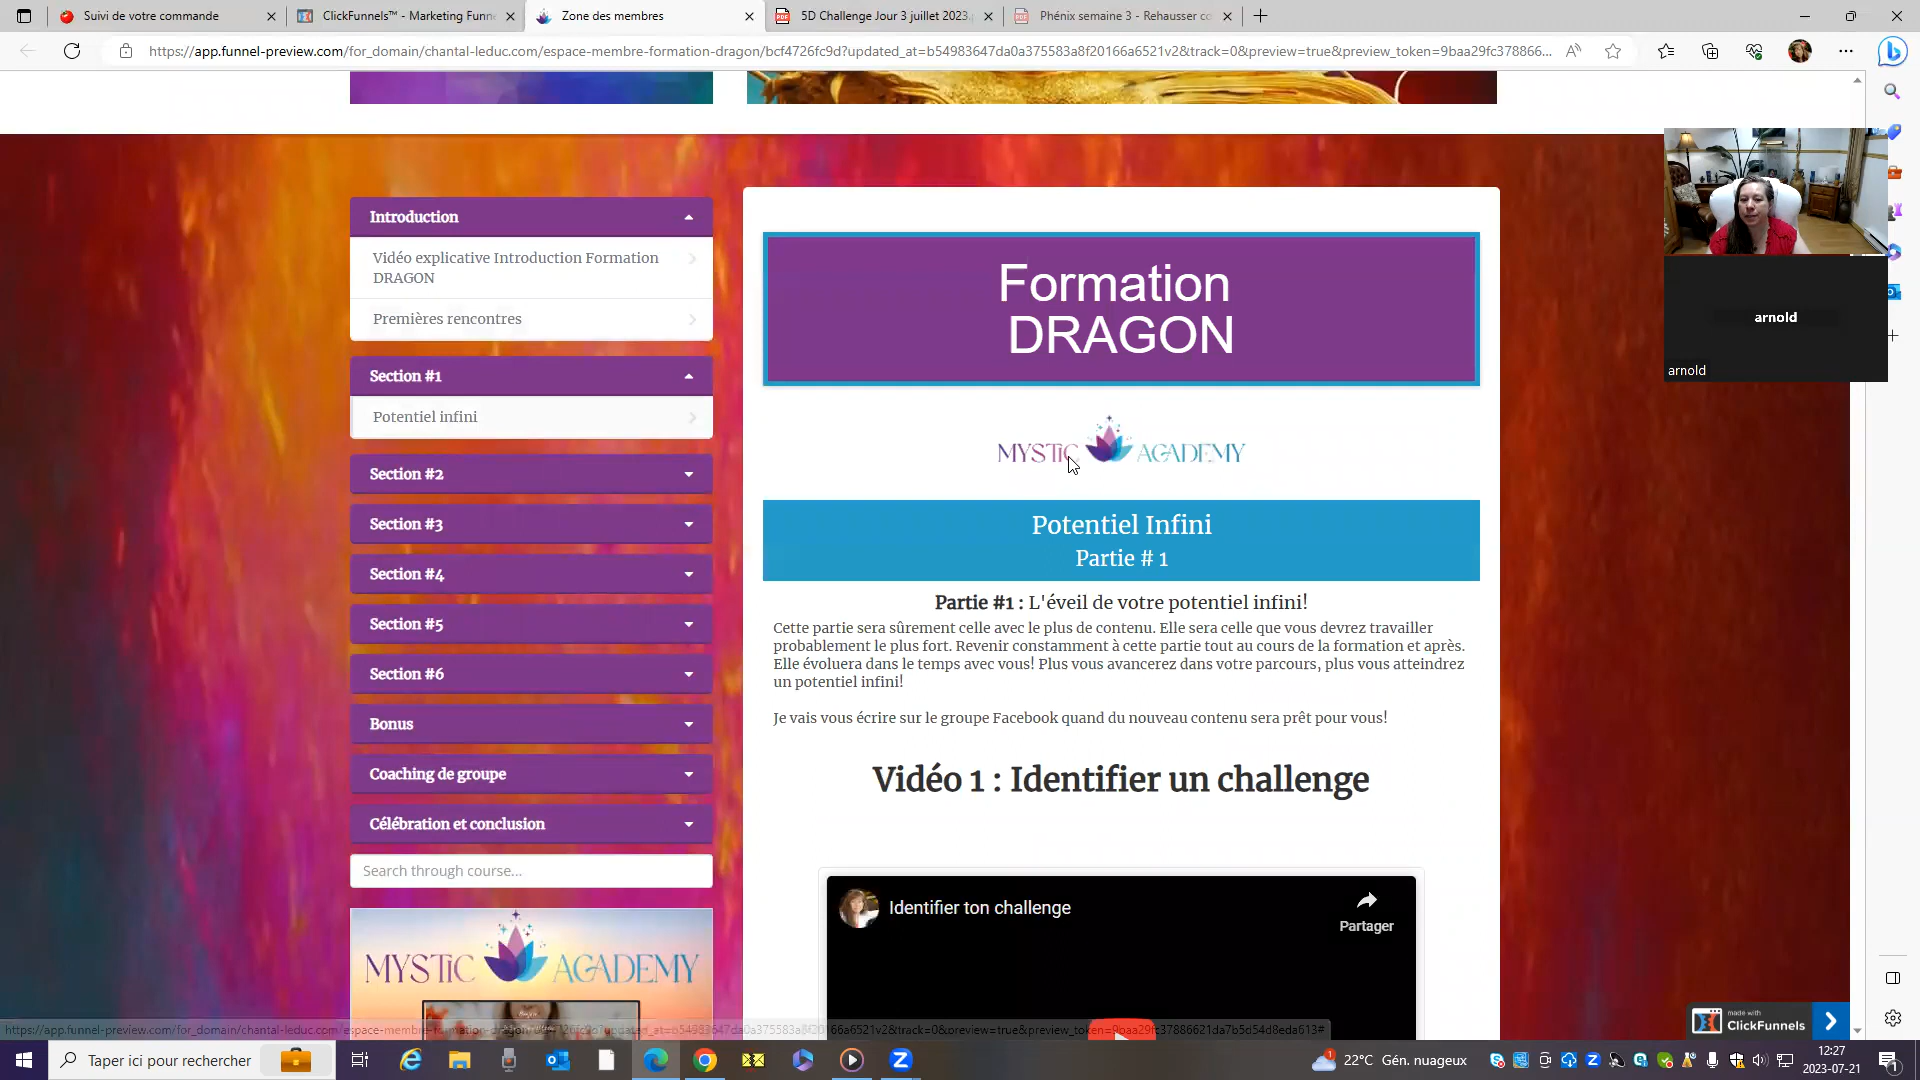 Suivi de votre commande
ClickFunnels™ - Marketing Funne
Zone des membres
5D Challenge Jour 3 juillet 2023.
Phénix semaine 3 - Rehausser co
https://app.funnel-preview.com/for_domain/chantal-leduc.com/espace-membre-formation-dragon/bcf4726fc9d?updated_at=b54983647da0a375583a8f20166a6521v2&track=0&preview=true&preview_token=9baa29fc378866...
Introduction
Vidéo explicative Introduction Formation
DRAGON
Premières rencontres
Section #1
Potentiel infini
Section #2
Section #3
Section #4
Section #5
Section #6
Bonus
Coaching de groupe
Célébration et conclusion
Search through course...
MYSTIC ACADEMY
Formation
DRAGON
MYSTIC ACADEMY
Potentiel Infini
Partie # 1
Partie #1 : L'éveil de votre potentiel infini!
Cette partie sera sûrement celle avec le plus de contenu. Elle sera celle que vous devrez travailler
probablement le plus fort. Revenir constamment à cette partie tout au cours de la formation et après.
Elle évoluera dans le temps avec vous! Plus vous avancerez dans votre parcours, plus vous atteindrez
un potentiel infini!
Je vais vous écrire sur le groupe Facebook quand du nouveau contenu sera prêt pour vous!
Vidéo 1 : Identifier un challenge
Identifier ton challenge
Partager
arnold
arnold
made with
ClickFunnels
Taper ici pour rechercher
22°C Gén. nuageux
12:27
2023-07-21